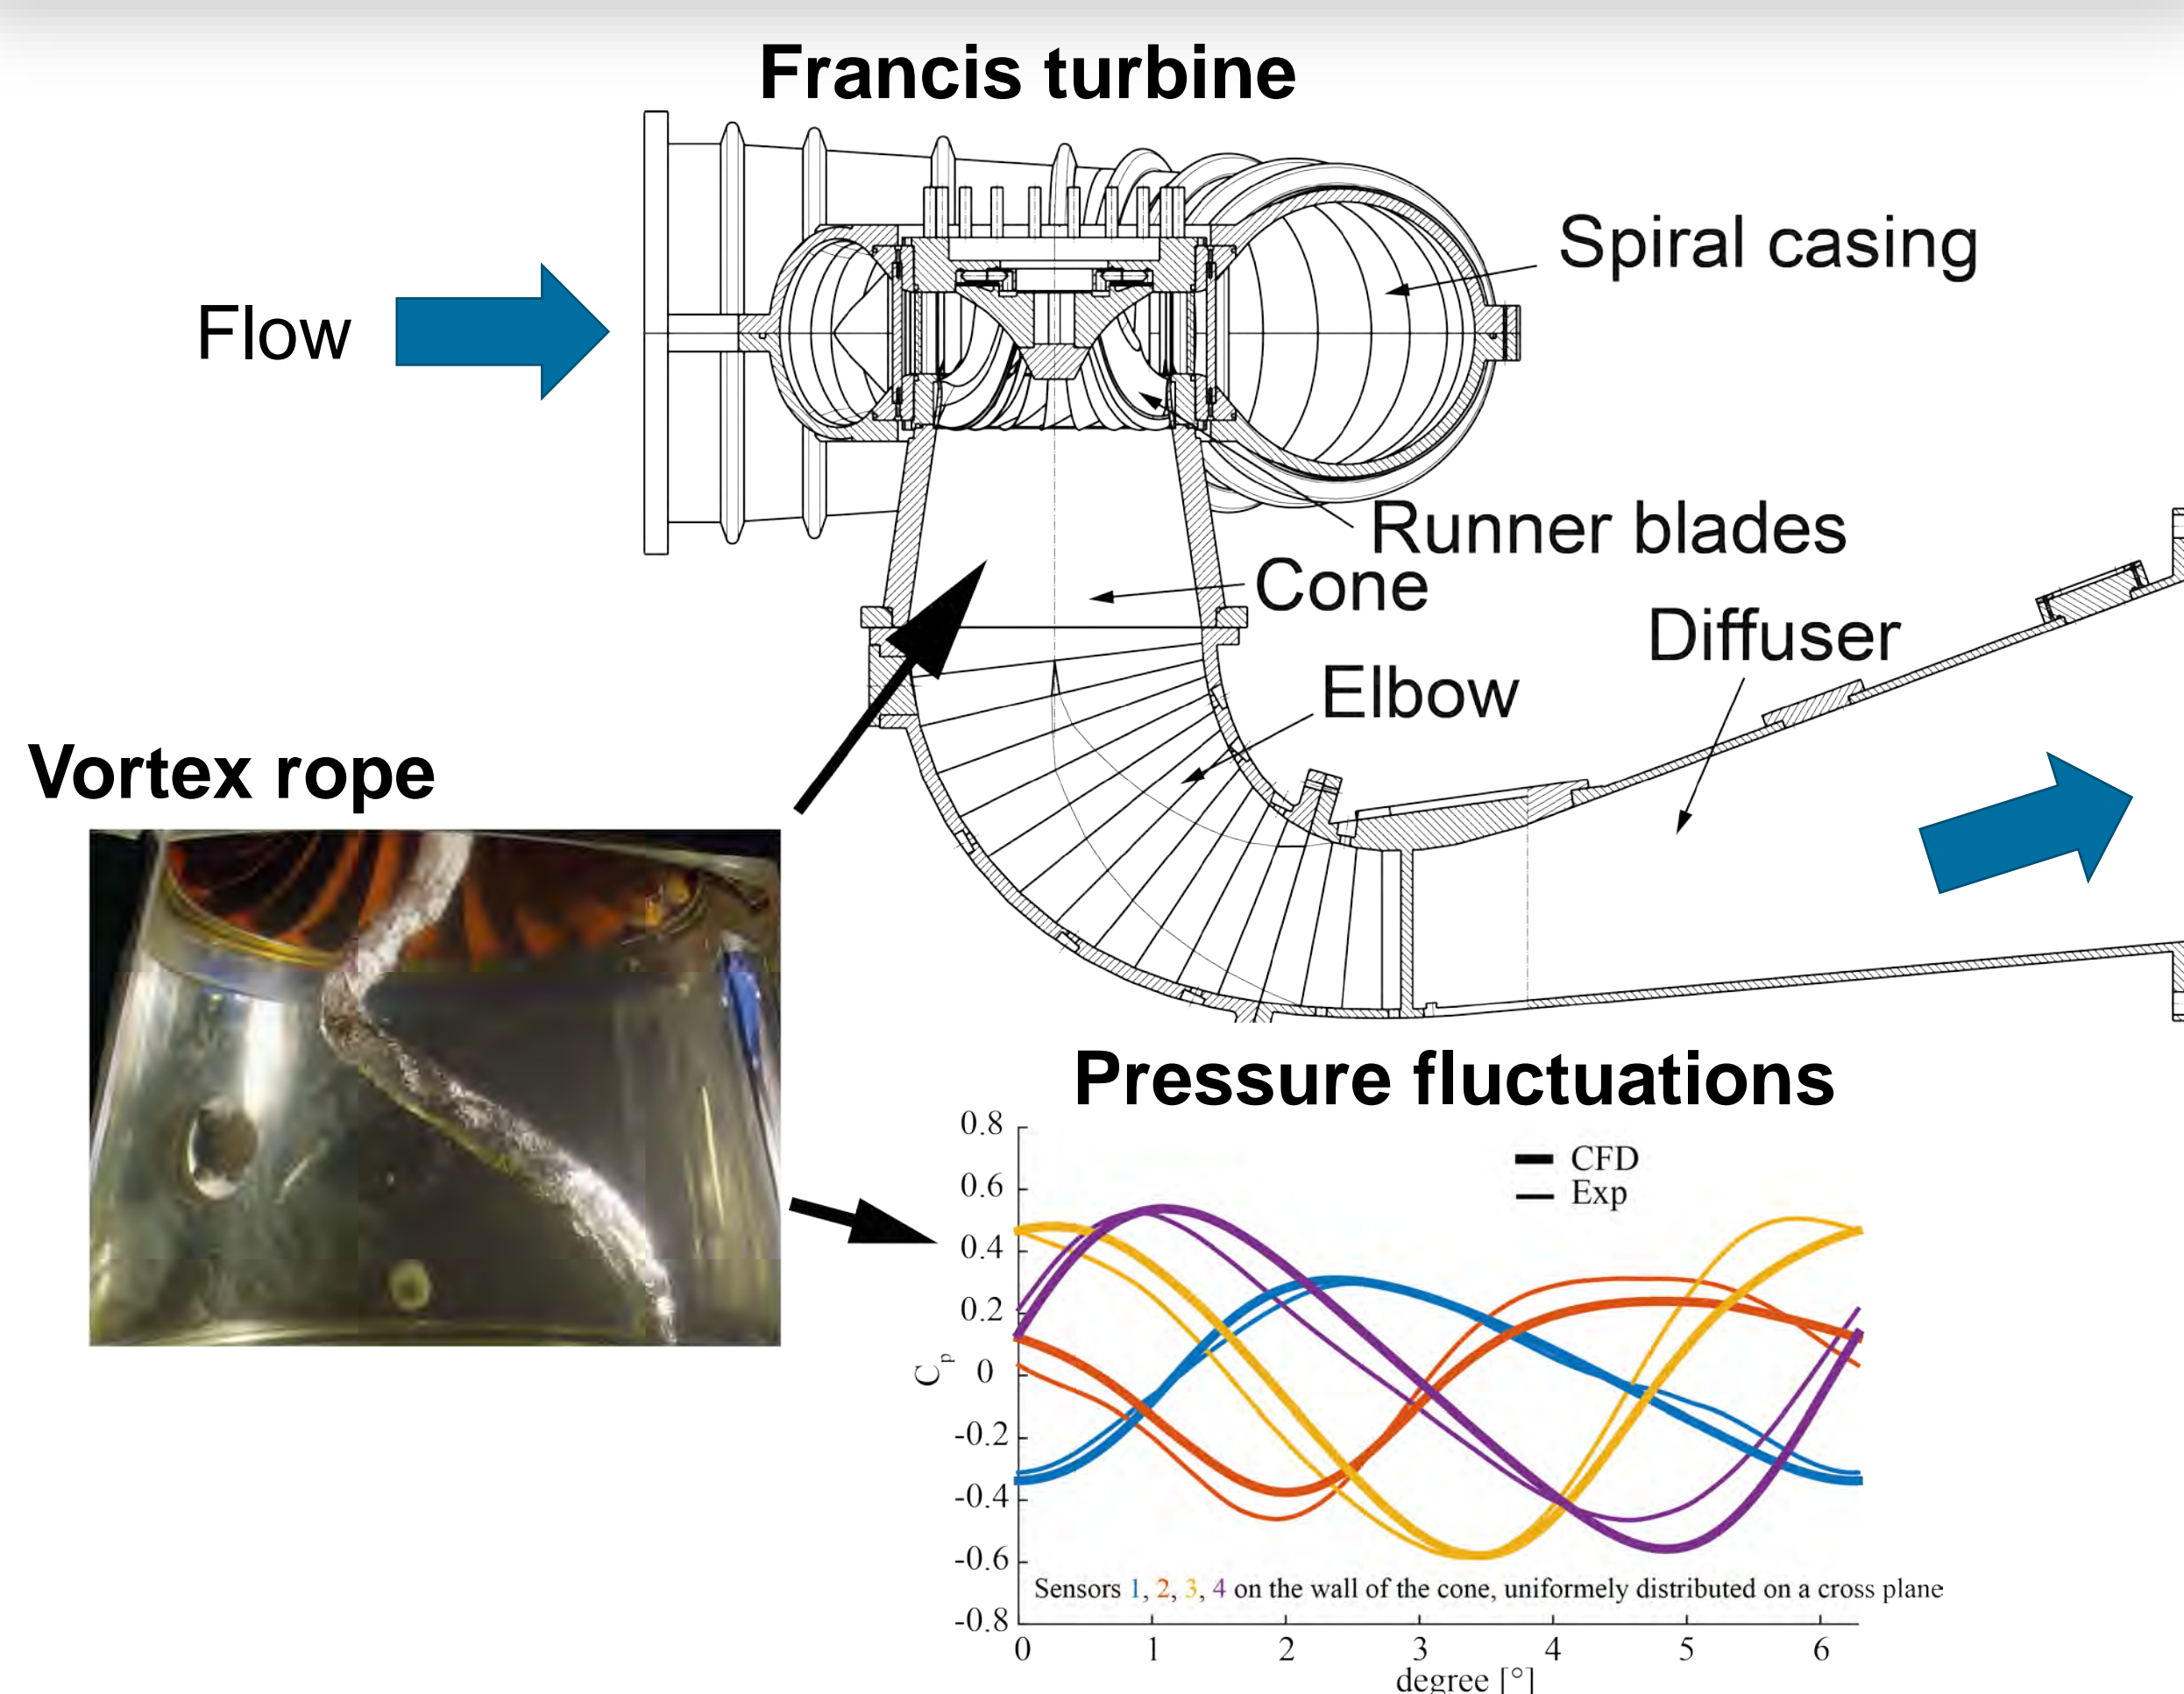 Francis turbine
Spiral casing
Flow
Runner blades
Cone
Diffuser
Elbow
Vortex rope
Pressure fluctuations
0.8
CFD
0.6
Exp
0.4
0.2
C_p
0
-0.2
-0.4
-0.6
Sensors 1, 2, 3, 4 on the wall of the cone, uniformely distributed on a cross plane
-0.8
0 1 2 3 4 5 6
degree [°]